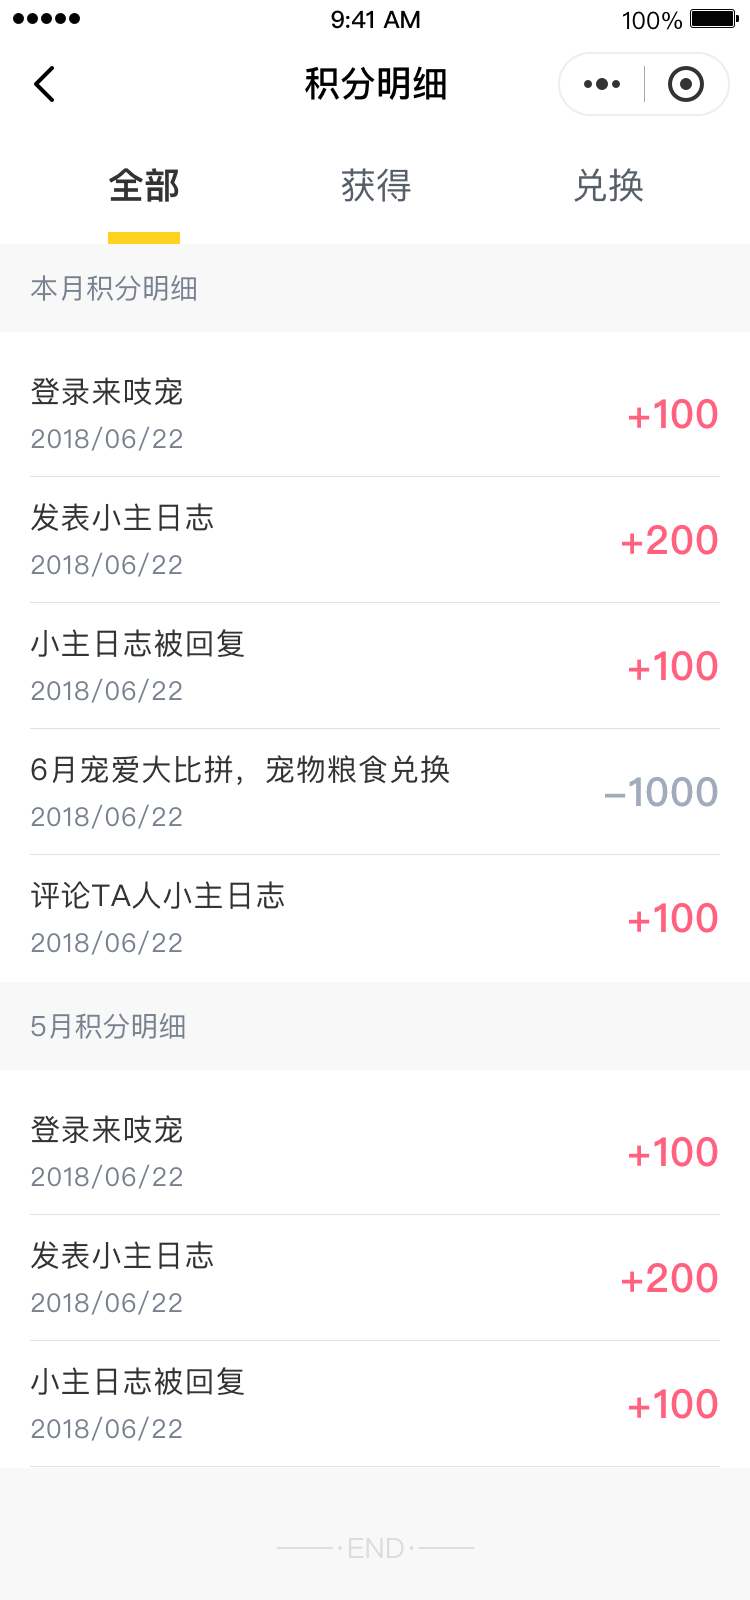 9:41 AM
100%
积分明细
全部
获得
兑换
本月积分明细
登录来吱宠
2018/06/22
+100
发表小主日志
2018/06/22
+200
小主日志被回复
2018/06/22
+100
6月宠爱大比拼，宠物粮食兑换
2018/06/22
−1000
评论TA人小主日志
2018/06/22
+100
5月积分明细
登录来吱宠
2018/06/22
+100
发表小主日志
2018/06/22
+200
小主日志被回复
2018/06/22
+100
——·END·——